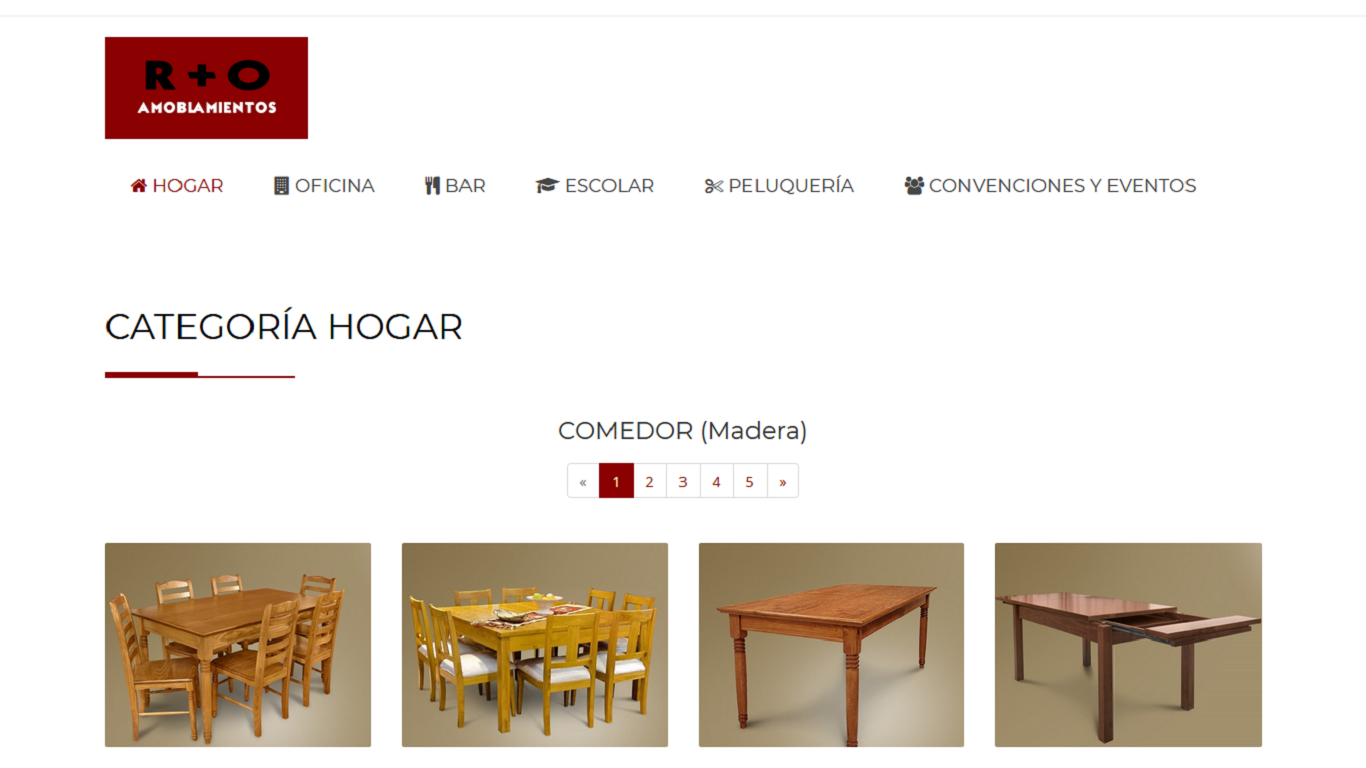 R + O
AMOBLAMIENTOS
HOGAR OFICINA BAR ESCOLAR PELUQUERÍA CONVENCIONES Y EVENTOS
CATEGORÍA HOGAR
COMEDOR (Madera)
« 1 2 3 4 5 »